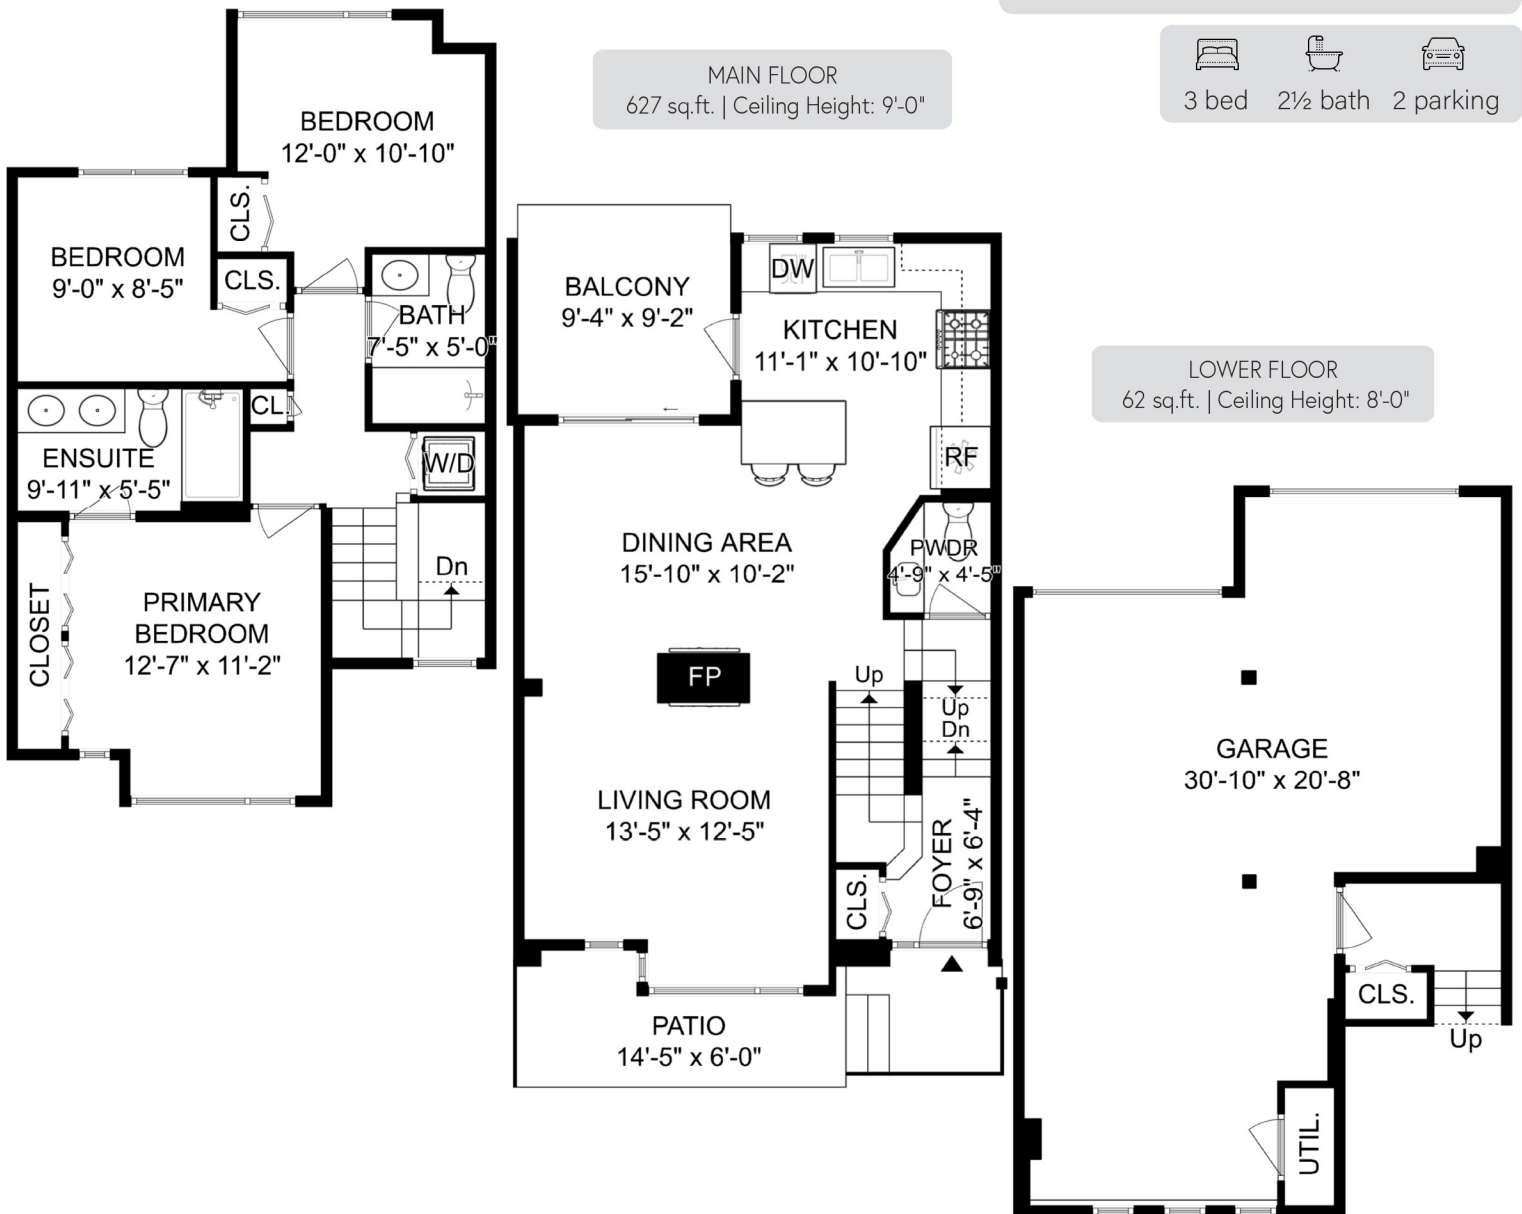 3 bed 2½ bath 2 parking
MAIN FLOOR
627 sq.ft. | Ceiling Height: 9'-0"
LOWER FLOOR
62 sq.ft. | Ceiling Height: 8'-0"
BEDROOM
12'-0" x 10'-10"
CLS.
BEDROOM
9'-0" x 8'-5"
CLS.
BATH
7'-5" x 5'-0"
CL.
ENSUITE
9'-11" x 5'-5"
W/D
Dn
CLOSET
PRIMARY
BEDROOM
12'-7" x 11'-2"
BALCONY
9'-4" x 9'-2"
DW
KITCHEN
11'-1" x 10'-10"
RF
DINING AREA
15'-10" x 10'-2"
PWDR
4'-9" x 4'-5"
FP
Up
Up
Dn
LIVING ROOM
13'-5" x 12'-5"
FOYER
6'-9" x 6'-4"
CLS.
PATIO
14'-5" x 6'-0"
GARAGE
30'-10" x 20'-8"
CLS.
Up
UTIL.